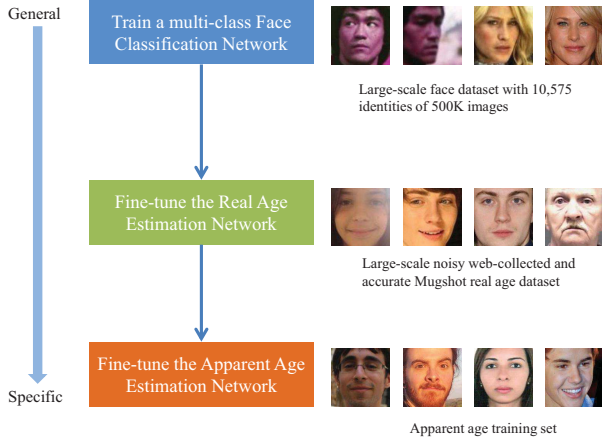 General
Train a multi-class Face
Classification Network
Large-scale face dataset with 10,575
identities of 500K images
Fine-tune the Real Age
Estimation Network
Large-scale noisy web-collected and
accurate Mugshot real age dataset
Fine-tune the Apparent Age
Estimation Network
Specific
Apparent age training set